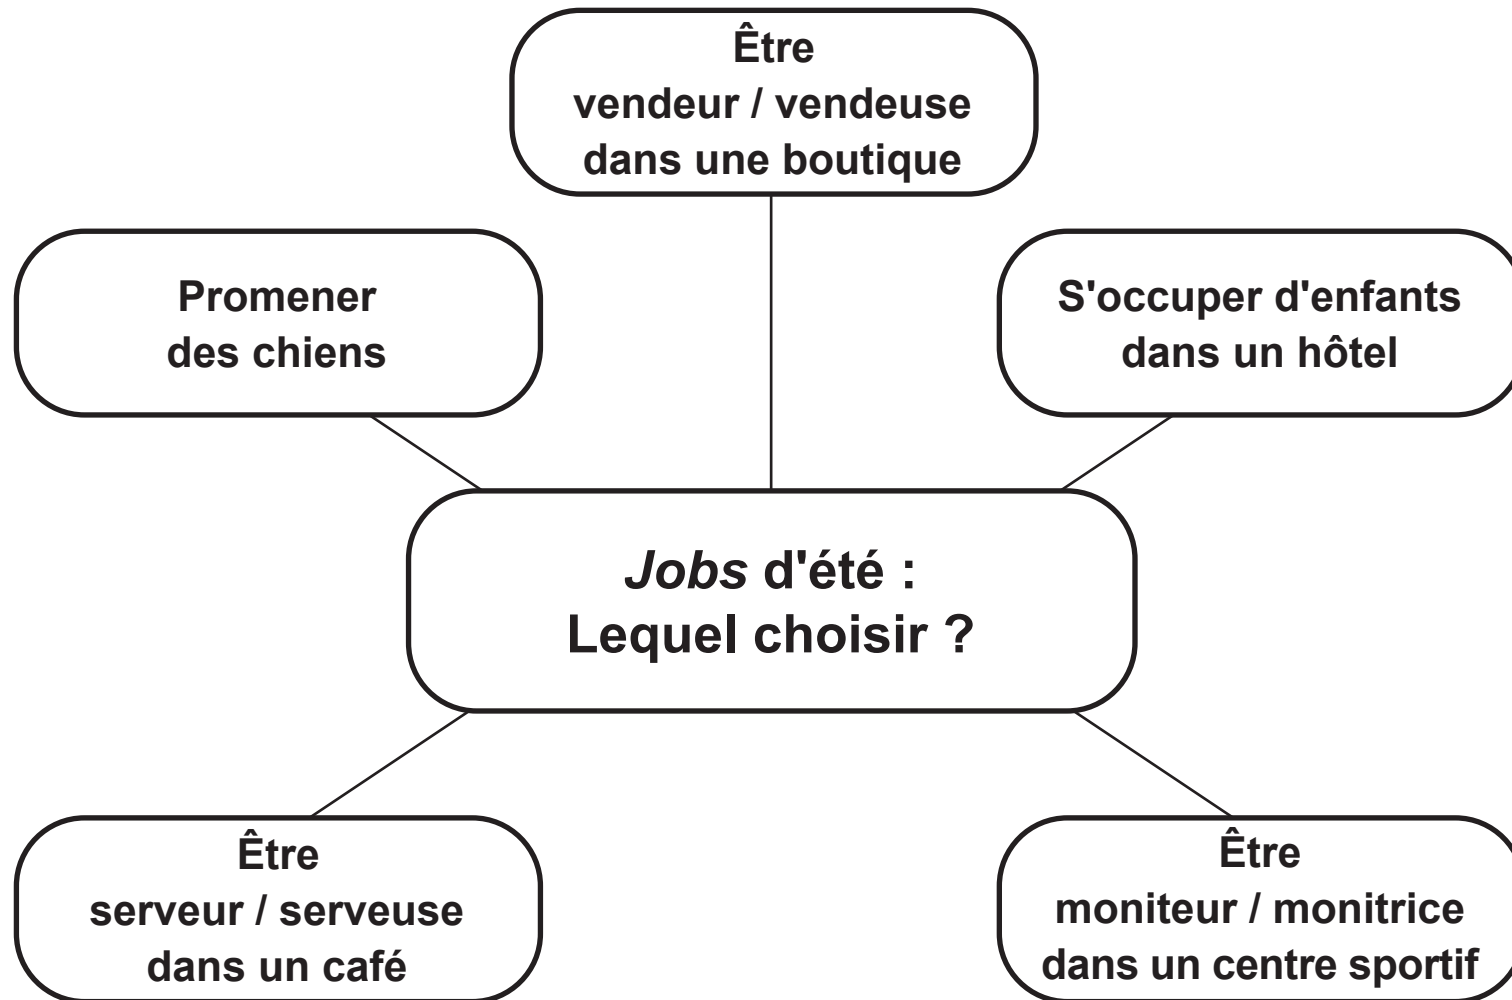 Être
vendeur / vendeuse
dans une boutique
Promener
des chiens
S'occuper d'enfants
dans un hôtel
Jobs d'été :
Lequel choisir ?
Être
serveur / serveuse
dans un café
Être
moniteur / monitrice
dans un centre sportif